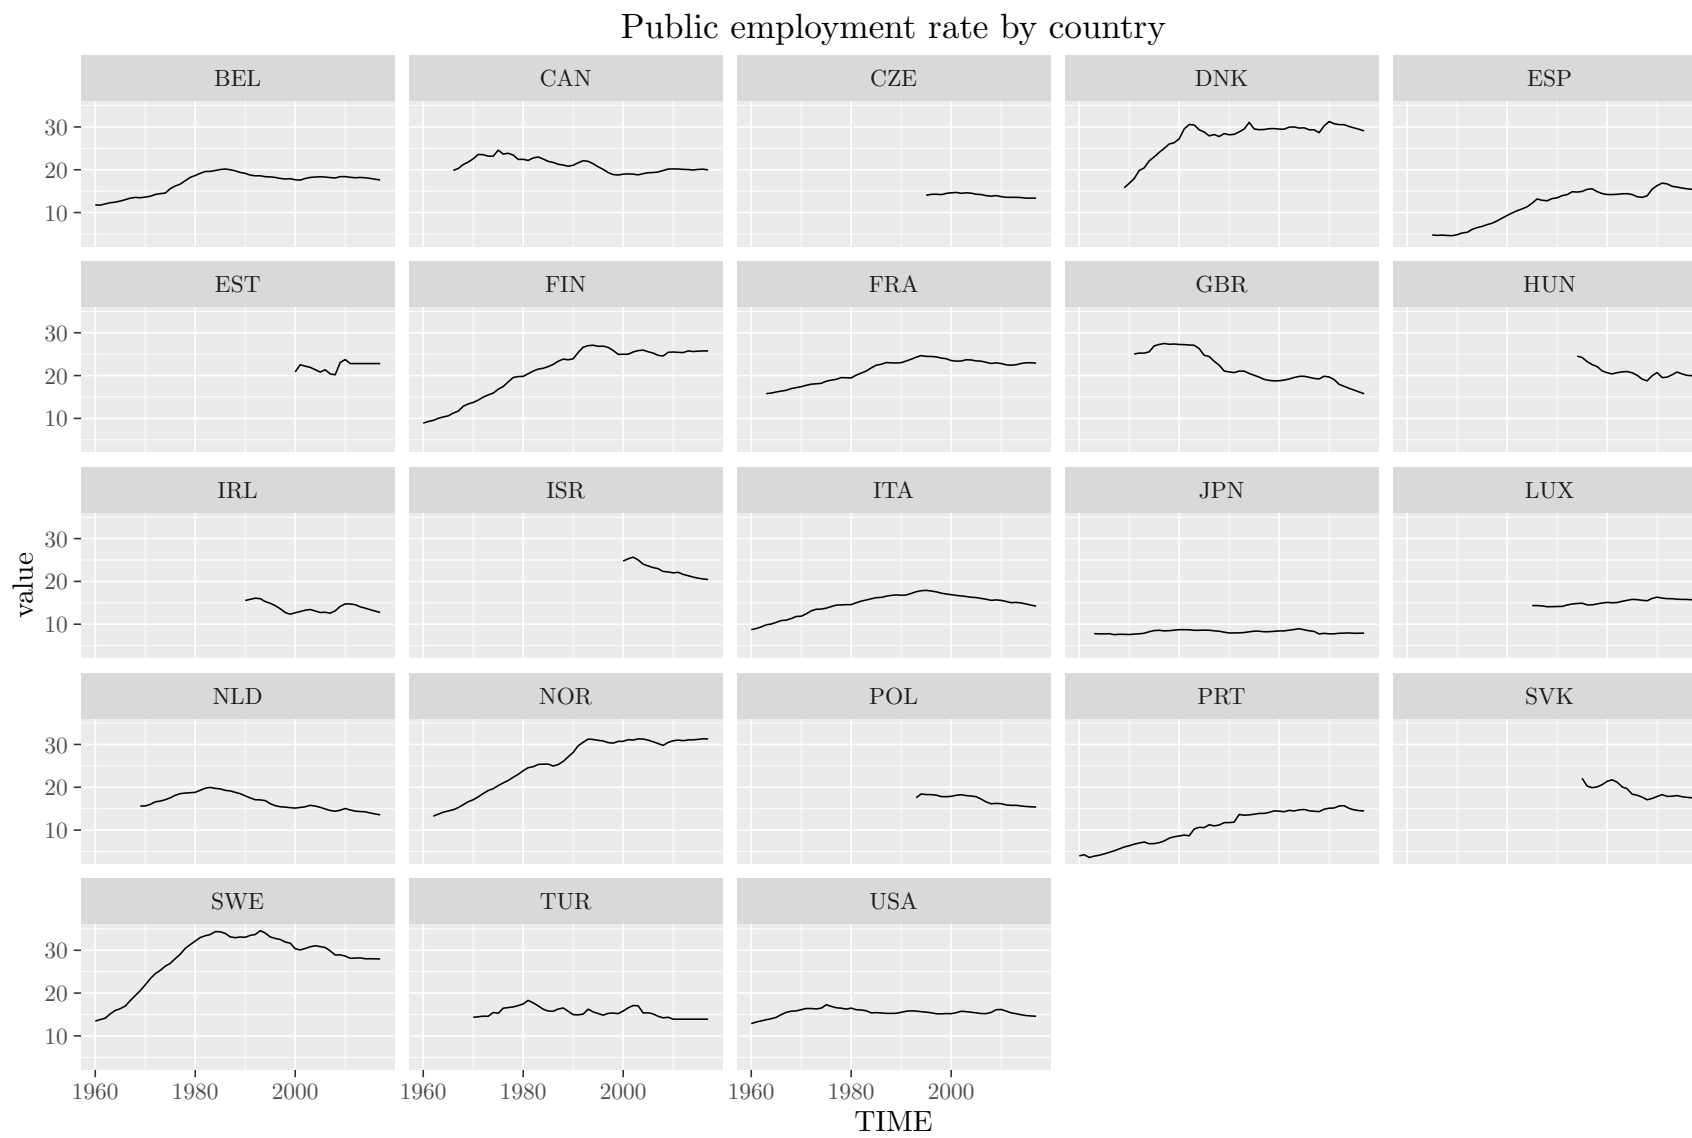 Public employment rate by country
BEL CAN CZE DNK ESP
30
20
10
EST FIN FRA GBR HUN
30
20
10
IRL ISR ITA JPN LUX
30
20
10
value
NLD NOR POL PRT SVK
30
20
10
SWE TUR USA
30
20
10
1960 1980 2000 1960 1980 2000 1960 1980 2000
TIME